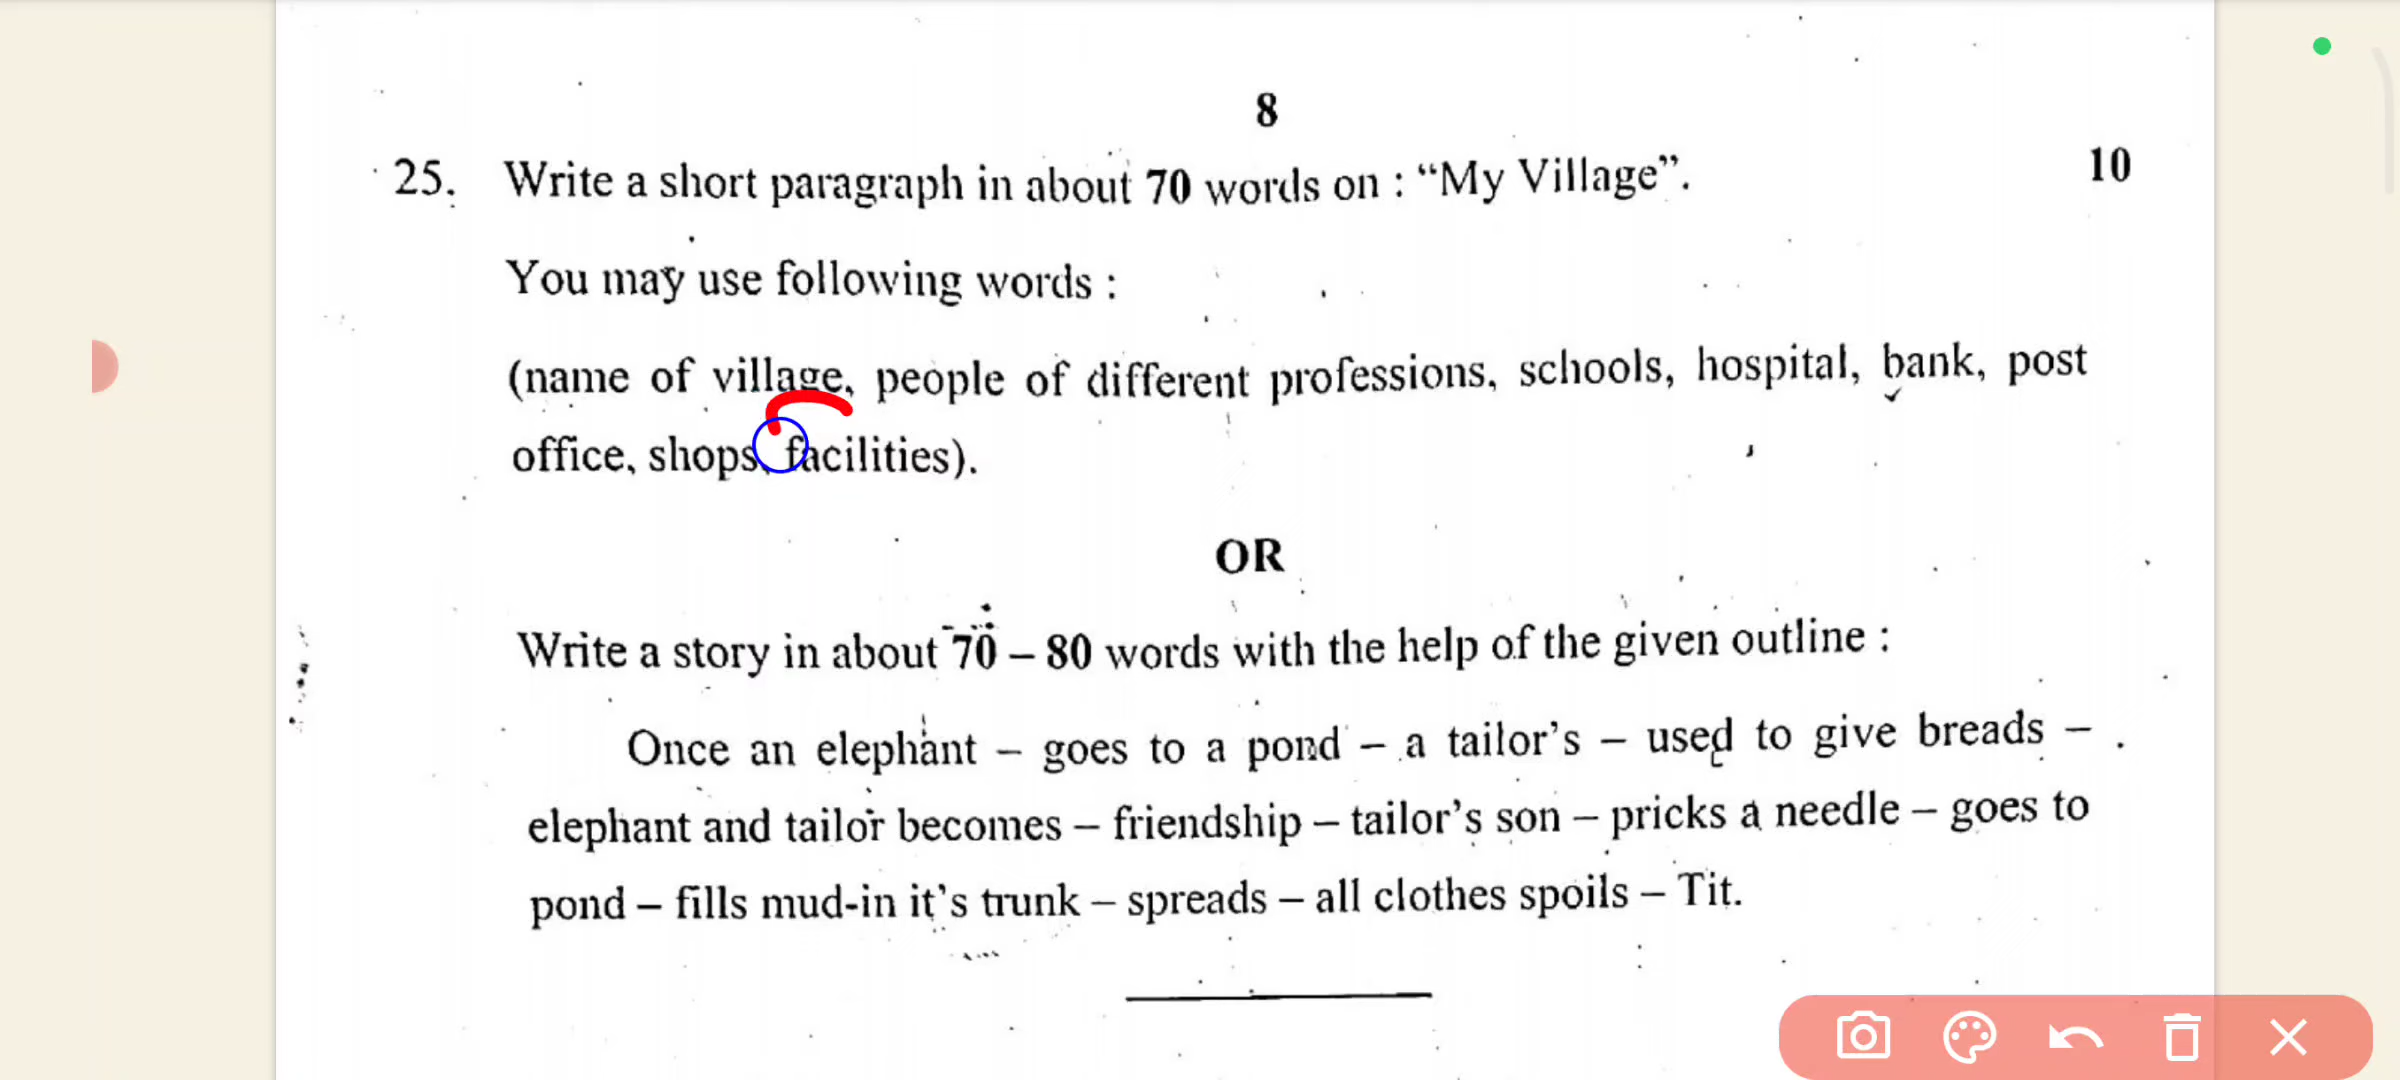 8
25. Write a short paragraph in about 70 words on : “My Village”. 10
You may use following words :
(name of village, people of different professions, schools, hospital, bank, post
office, shops, facilities).
OR
Write a story in about 70 – 80 words with the help of the given outline :
Once an elephant – goes to a pond – a tailor’s – used to give breads –
elephant and tailor becomes – friendship – tailor’s son – pricks a needle – goes to
pond – fills mud-in it’s trunk – spreads – all clothes spoils – Tit.